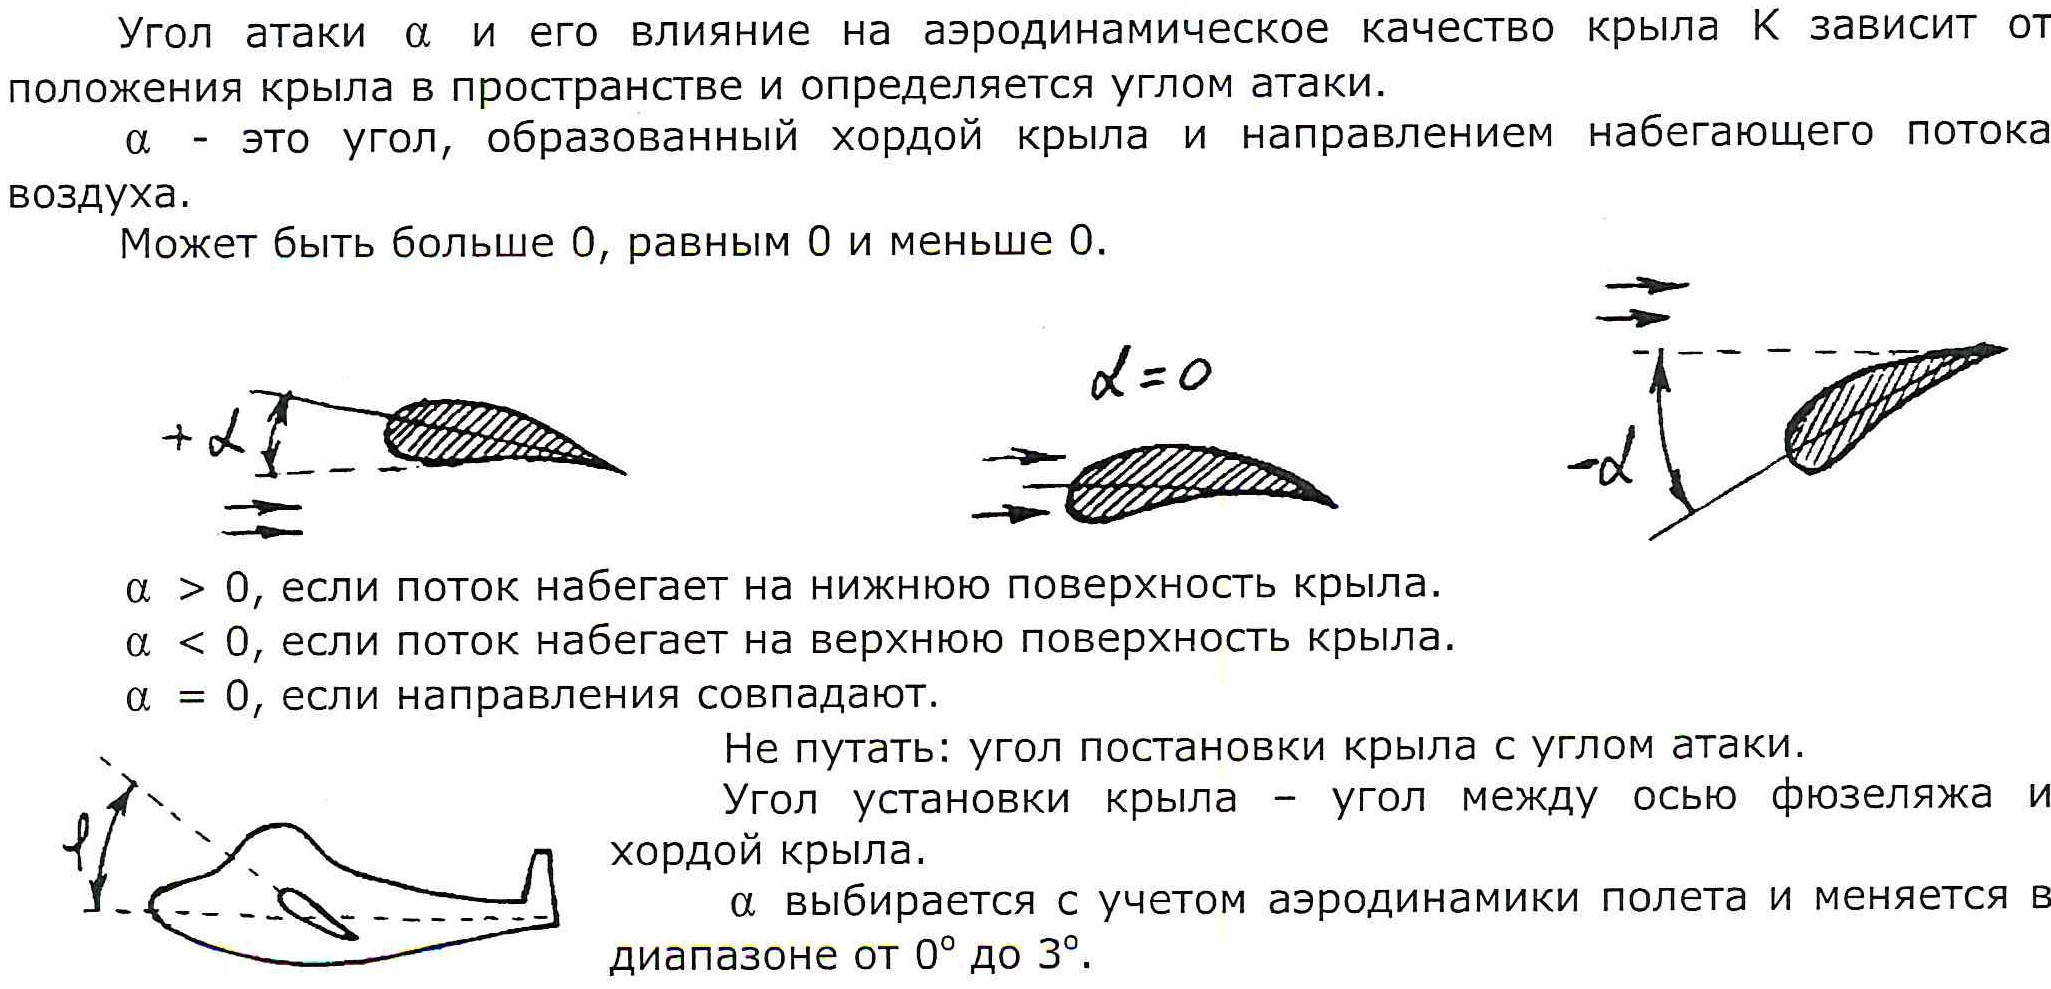 Угол атаки α и его влияние на аэродинамическое качество крыла К зависит от
положения крыла в пространстве и определяется углом атаки.
α - это угол, образованный хордой крыла и направлением набегающего потока
воздуха.
Может быть больше 0, равным 0 и меньше 0.
+ α
α = 0
-α
α > 0, если поток набегает на нижнюю поверхность крыла.
α < 0, если поток набегает на верхнюю поверхность крыла.
α = 0, если направления совпадают.
Не путать: угол постановки крыла с углом атаки.
Угол установки крыла – угол между осью фюзеляжа и
хордой крыла.
α выбирается с учетом аэродинамики полета и меняется в
диапазоне от 0° до 3°.